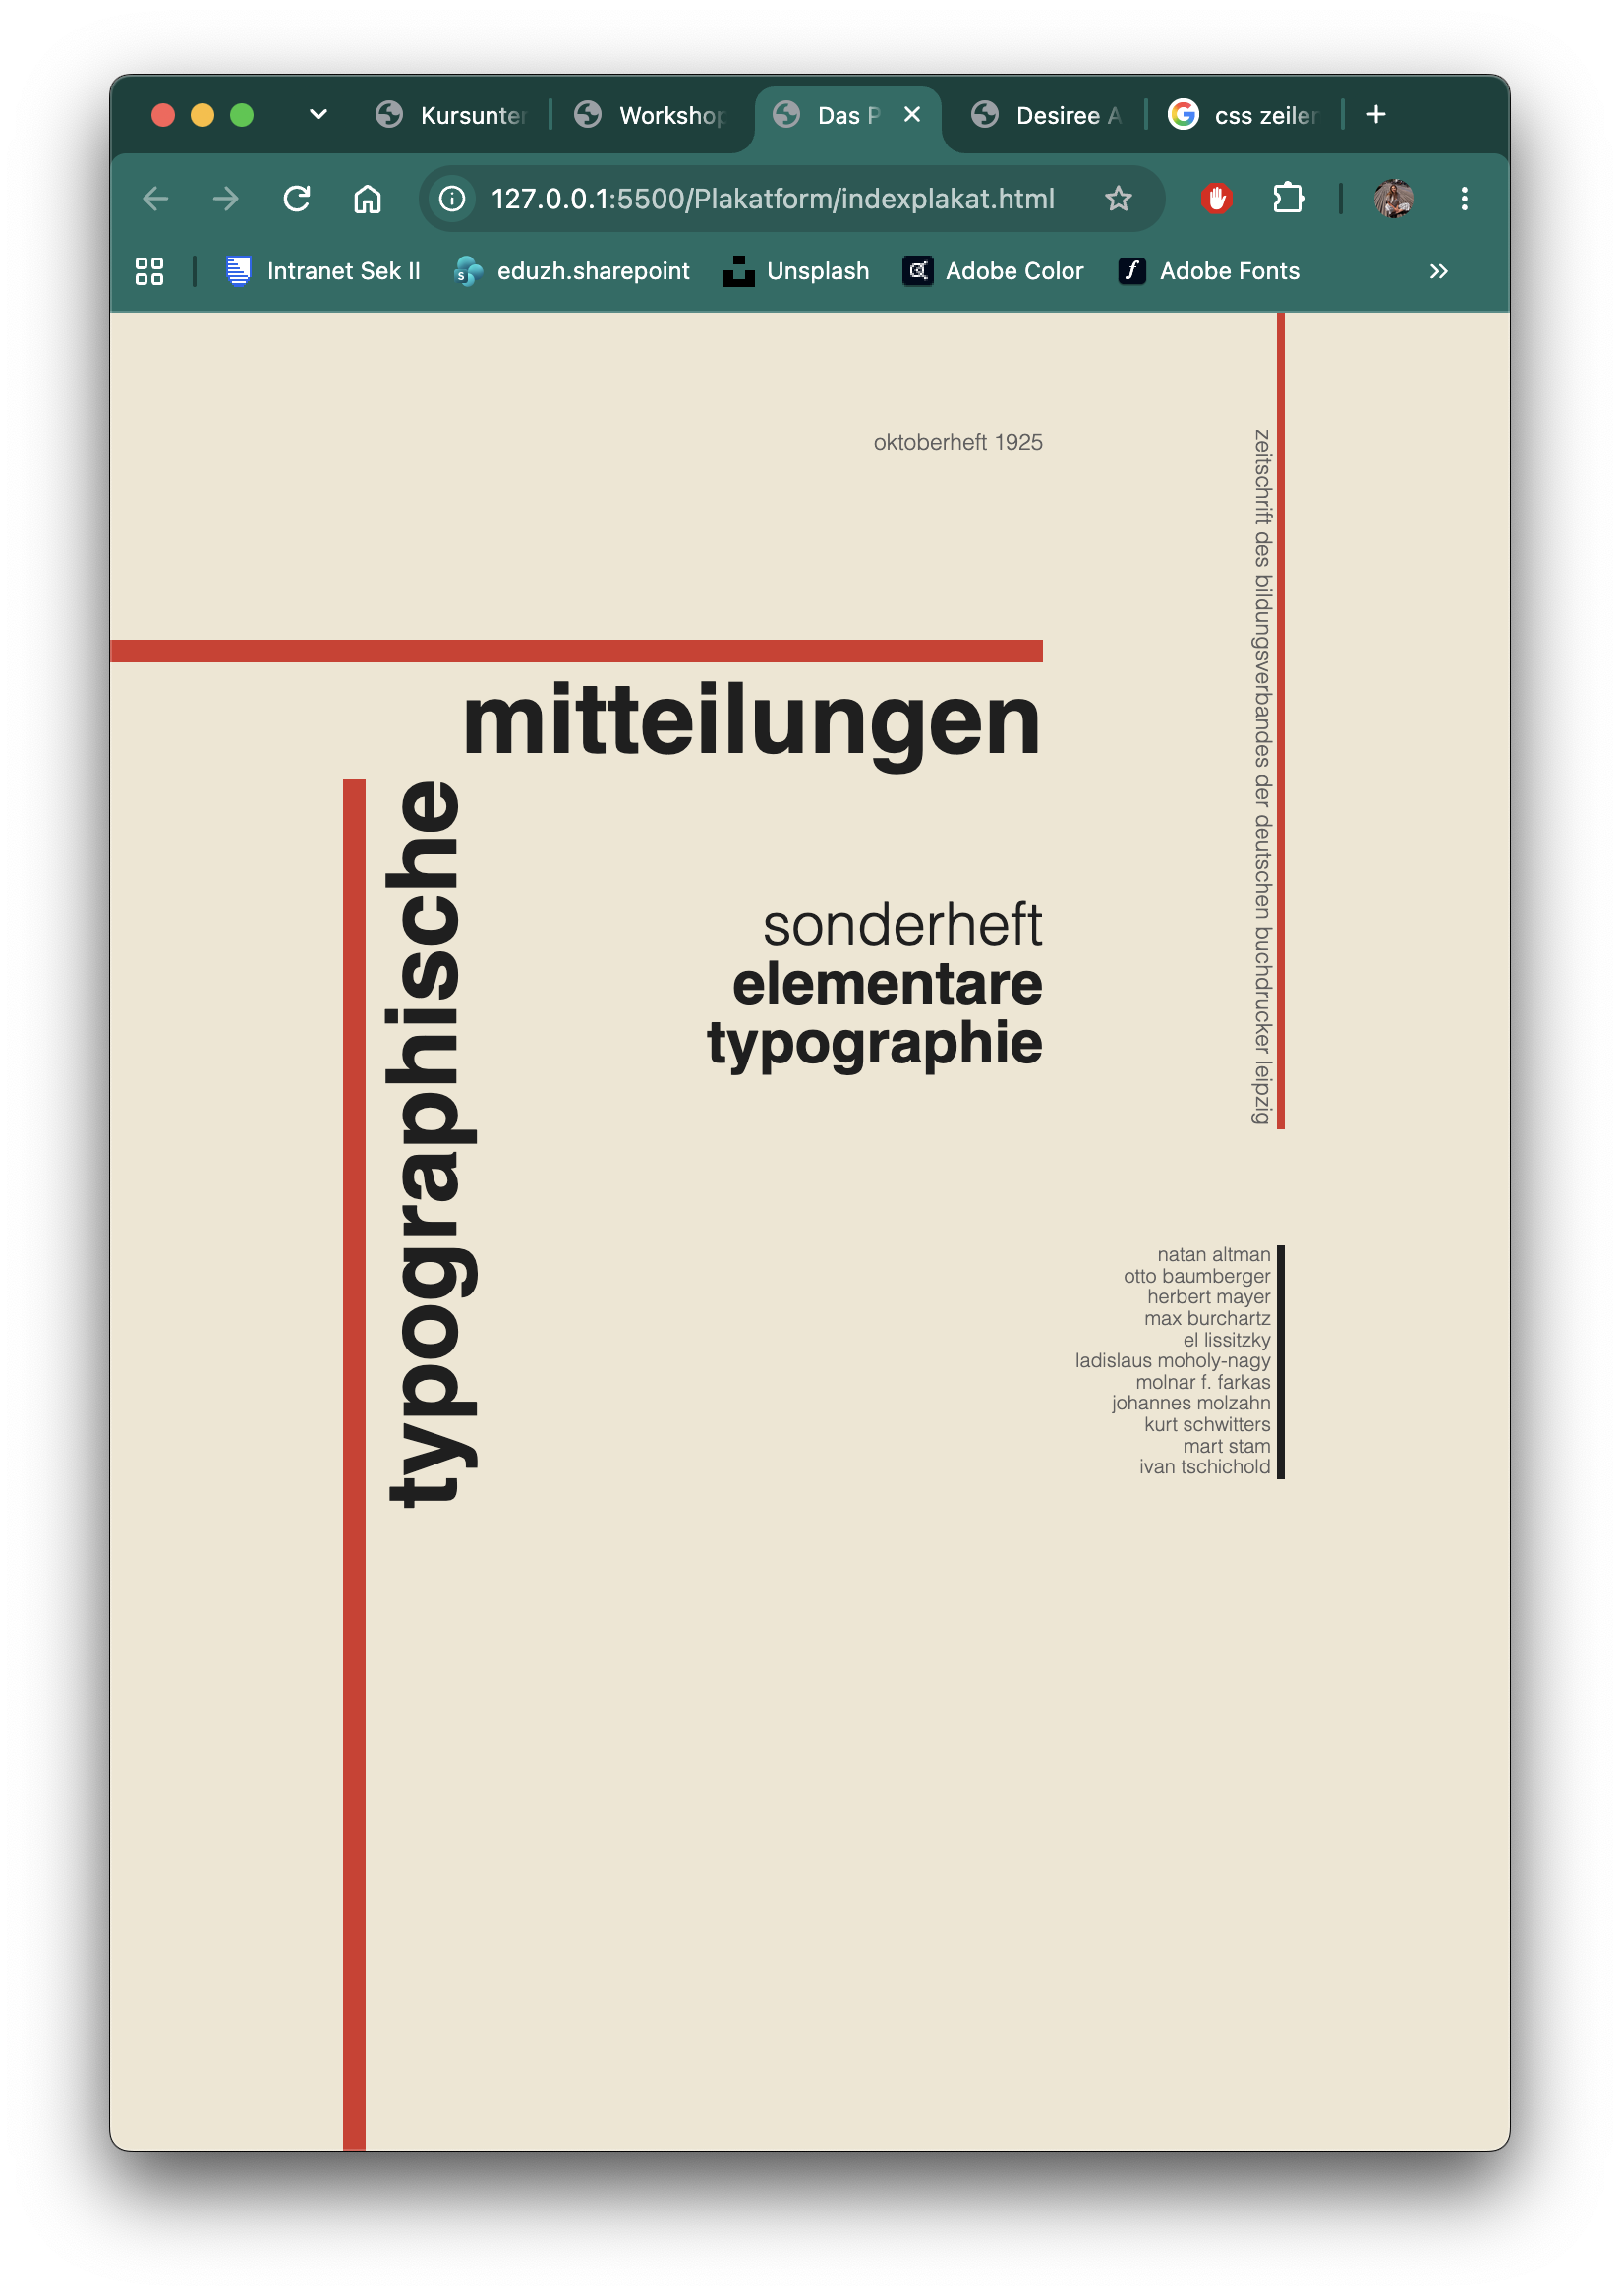 Kursunter
Workshop
Das P
Desiree A
css zeiler
127.0.0.1:5500/Plakatform/indexplakat.html
Intranet Sek II
eduzh.sharepoint
Unsplash
Adobe Color
Adobe Fonts
oktoberheft 1925
zeitschrift des bildungsverbandes der deutschen buchdrucker leipzig
mitteilungen
typographische
sonderheft
elementare
typographie
natan altman
otto baumberger
herbert mayer
max burchartz
el lissitzky
ladislaus moholy-nagy
molnar f. farkas
johannes molzahn
kurt schwitters
mart stam
ivan tschichold